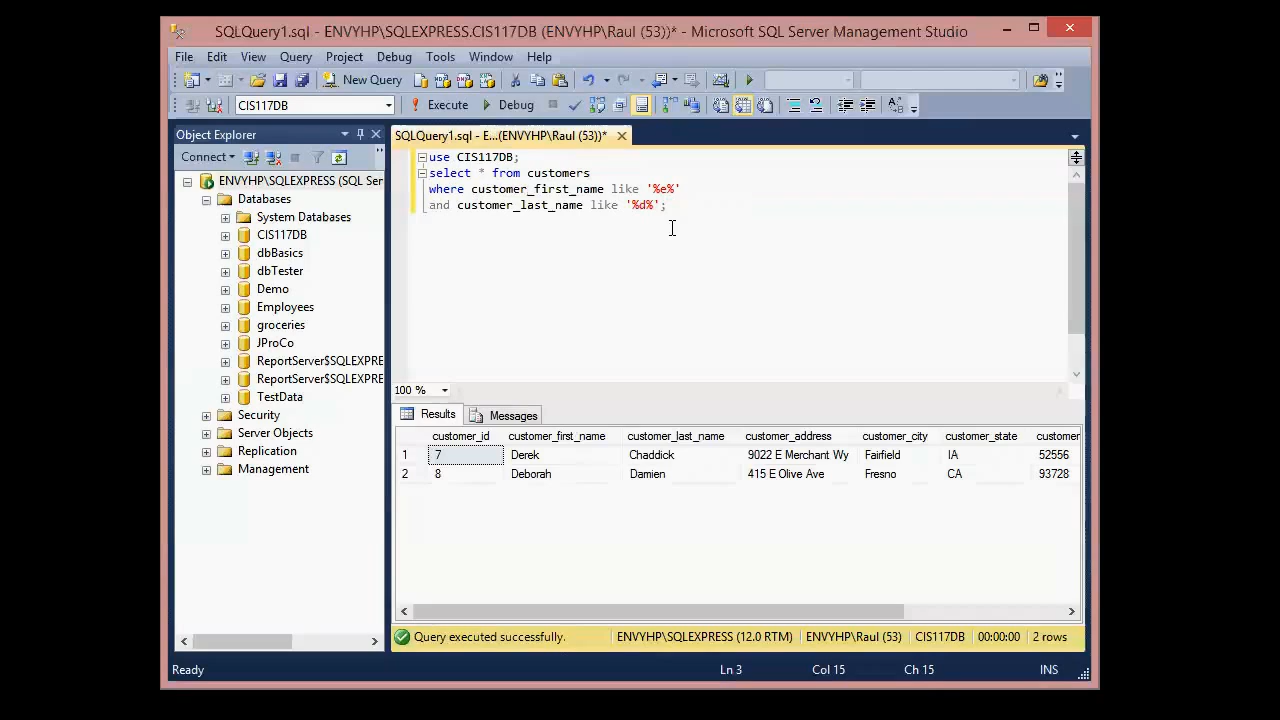 SQLQuery1.sql - ENVYHP\SQLEXPRESS.CIS117DB (ENVYHP\Raul (53))* - Microsoft SQL Server Management Studio
File Edit View Query Project Debug Tools Window Help
New Query
CIS117DB Execute Debug
Object Explorer
Connect
ENVYHP\SQLEXPRESS (SQL Ser
Databases
System Databases
CIS117DB
dbBasics
dbTester
Demo
Employees
groceries
JProCo
ReportServer$SQLEXPRE
ReportServer$SQLEXPRE
TestData
Security
Server Objects
Replication
Management
SQLQuery1.sql - E...(ENVYHP\Raul (53))*
use CIS117DB;
select * from customers
where customer_first_name like '%e%'
and customer_last_name like '%d%';
100 %
Results Messages
customer_id customer_first_name customer_last_name customer_address customer_city customer_state customer
1 7 Derek Chaddick 9022 E Merchant Wy Fairfield IA 52556
2 8 Deborah Damien 415 E Olive Ave Fresno CA 93728
Query executed successfully. ENVYHP\SQLEXPRESS (12.0 RTM) ENVYHP\Raul (53) CIS117DB 00:00:00 2 rows
Ready Ln 3 Col 15 Ch 15 INS